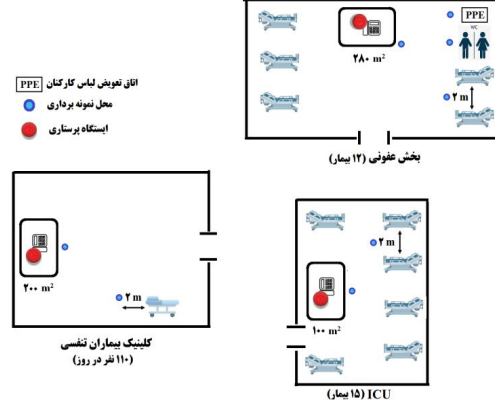 PPE
WC
۲۸۰ m²
۲ m
بخش عفونی (۱۲ بیمار)
PPE اتاق تعویض لباس کارکنان
محل نمونه برداری
ایستگاه پرستاری
۲۰۰ m²
۲ m
کلینیک بیماران تنفسی
(۱۱۰ نفر در روز)
۲ m
۱۰۰ m²
ICU (۱۵ بیمار)